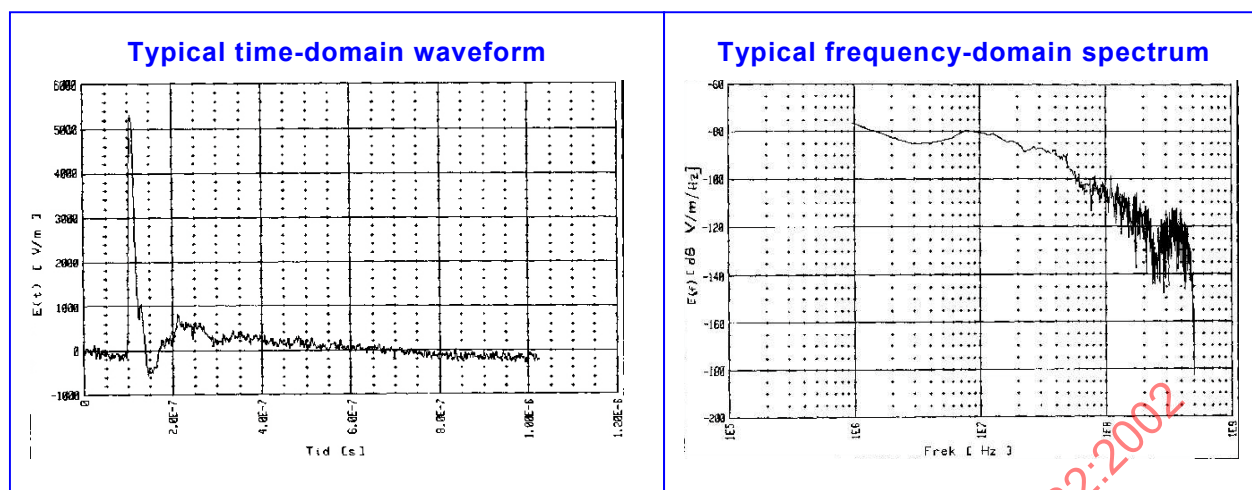 Typical time-domain waveform
6000
5000
4000
3000
2000
1000
0
-1000
E(t) [ V/m ]
0
2.0E-7
4.0E-7
6.0E-7
8.0E-7
1.00E-6
1.20E-6
Tid [s]
Typical frequency-domain spectrum
-60
-80
-100
-120
-140
-160
-180
-200
E(f) [ dB V/m/Hz ]
1E5
1E6
1E7
1E8
1E9
Frek [ Hz ]
02:2002